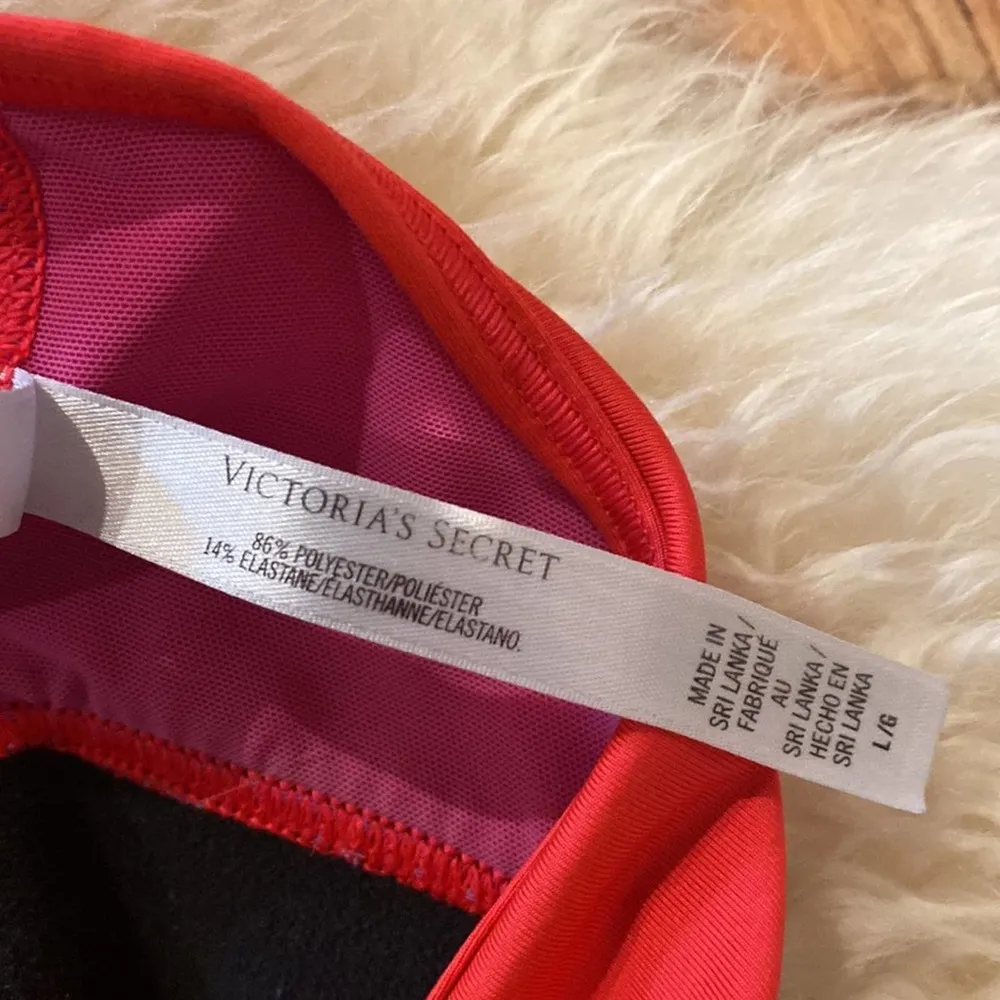 VICTORIA'S SECRET
86% POLYESTER/POLIÉSTER
14% ELASTANE/ÉLASTHANNE/ELASTANO.
MADE IN
SRI LANKA /
FABRIQUÉ
AU
SRI LANKA /
HECHO EN
SRI LANKA
L/G